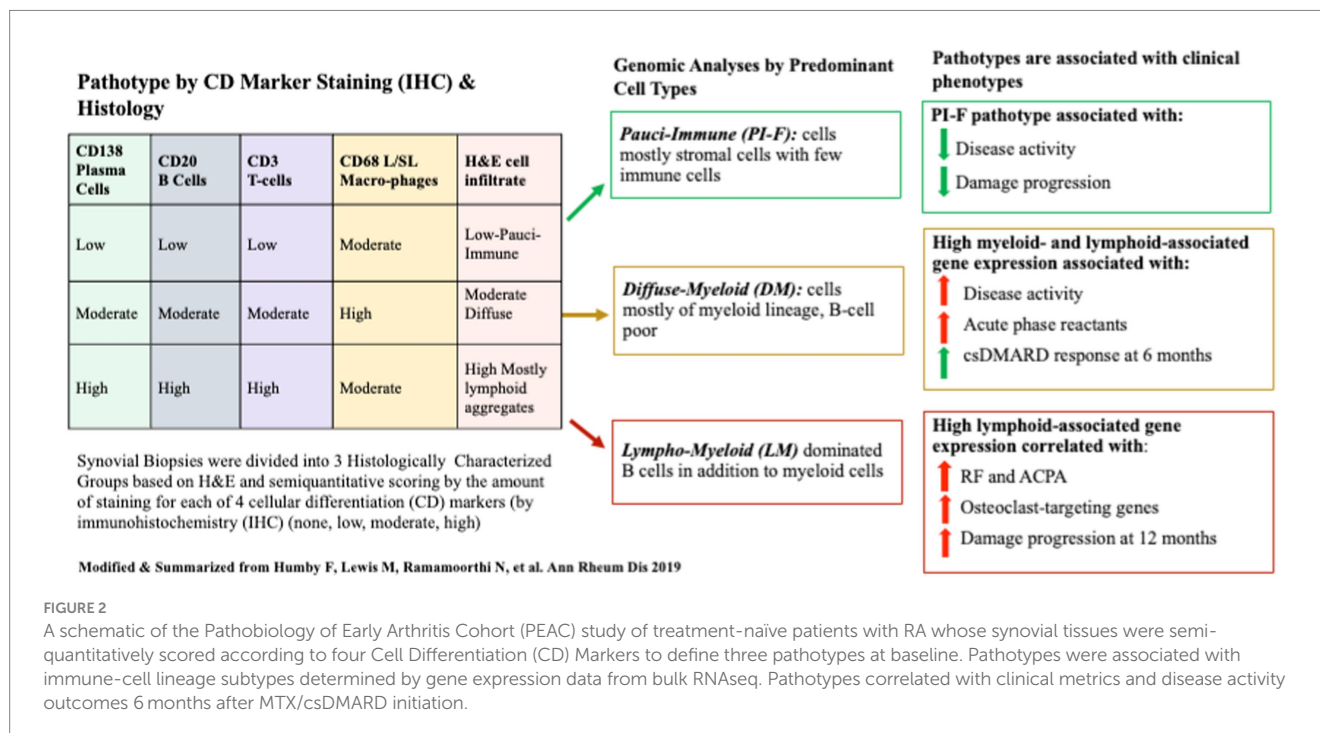 Pathotype by CD Marker Staining (IHC) &
Histology
CD138
Plasma
Cells
CD20
B Cells
CD3
T-cells
CD68 L/SL
Macro-phages
H&E cell
infiltrate
Low
Low
Low
Moderate
Low-Pauci-
Immune
Moderate
Moderate
Moderate
High
Moderate
Diffuse
High
High
High
Moderate
High Mostly
lymphoid
aggregates
Synovial Biopsies were divided into 3 Histologically Characterized
Groups based on H&E and semiquantitative scoring by the amount
of staining for each of 4 cellular differentiation (CD) markers (by
immunohistochemistry (IHC) (none, low, moderate, high)
Modified & Summarized from Humby F, Lewis M, Ramamoorthi N, et al. Ann Rheum Dis 2019
Genomic Analyses by Predominant
Cell Types
Pauci-Immune (PI-F): cells
mostly stromal cells with few
immune cells
Diffuse-Myeloid (DM): cells
mostly of myeloid lineage, B-cell
poor
Lympho-Myeloid (LM) dominated
B cells in addition to myeloid cells
Pathotypes are associated with clinical
phenotypes
PI-F pathotype associated with:
Disease activity
Damage progression
High myeloid- and lymphoid-associated
gene expression associated with:
Disease activity
Acute phase reactants
csDMARD response at 6 months
High lymphoid-associated gene
expression correlated with:
RF and ACPA
Osteoclast-targeting genes
Damage progression at 12 months
FIGURE 2
A schematic of the Pathobiology of Early Arthritis Cohort (PEAC) study of treatment-naïve patients with RA whose synovial tissues were semi-
quantitatively scored according to four Cell Differentiation (CD) Markers to define three pathotypes at baseline. Pathotypes were associated with
immune-cell lineage subtypes determined by gene expression data from bulk RNAseq. Pathotypes correlated with clinical metrics and disease activity
outcomes 6 months after MTX/csDMARD initiation.